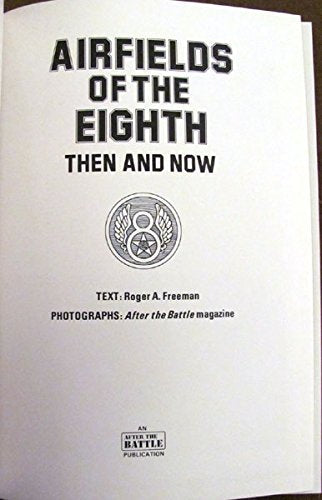 AIRFIELDS
OF THE
EIGHTH
THEN AND NOW
8
TEXT: Roger A. Freeman
PHOTOGRAPHS: After the Battle magazine
AN
AFTER THE
BATTLE
PUBLICATION